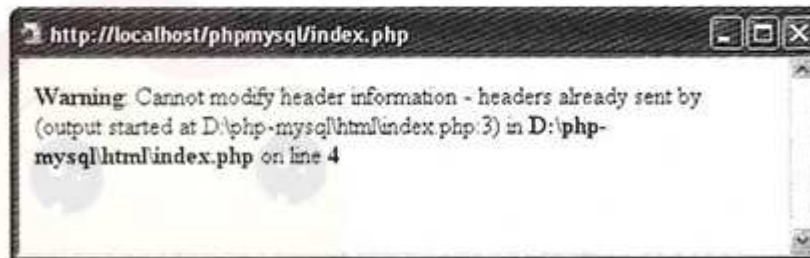 http://localhost/phpmysql/index.php
Warning: Cannot modify header information - headers already sent by
(output started at D:\php-mysql\html\index.php:3) in D:\php-
mysql\html\index.php on line 4